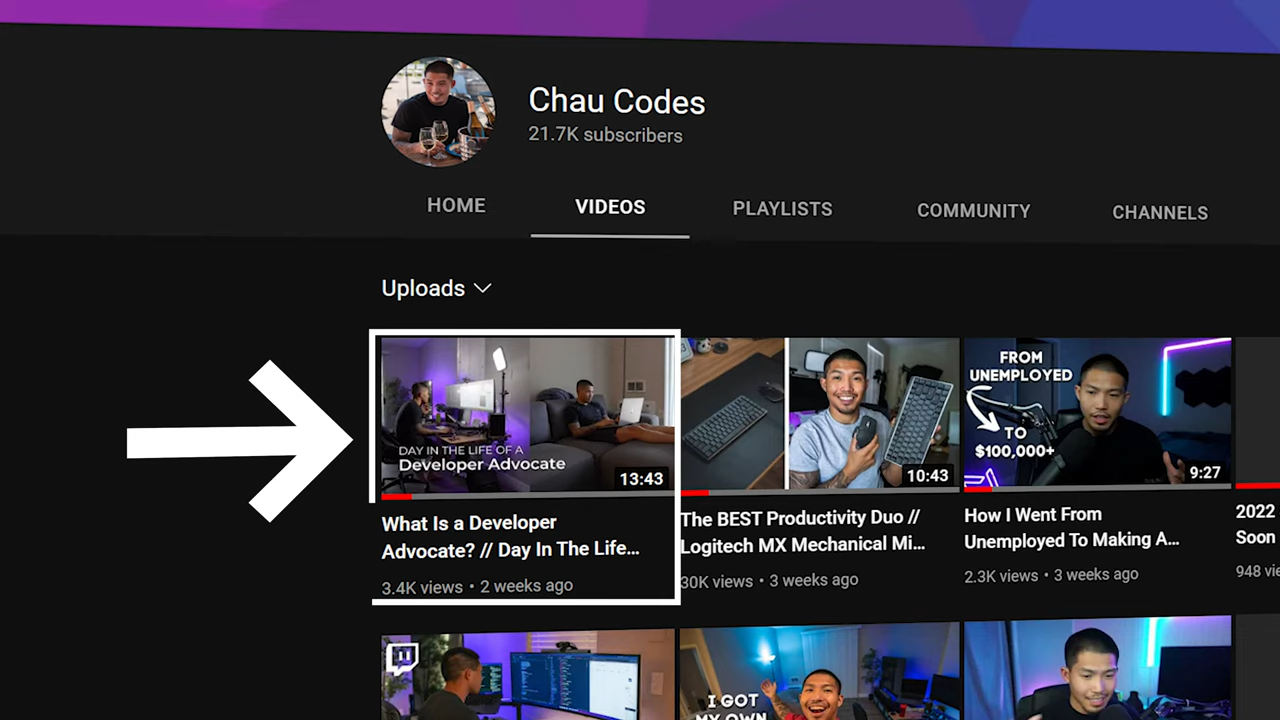 Chau Codes
21.7K subscribers
HOME
VIDEOS
PLAYLISTS
COMMUNITY
CHANNELS
Uploads
DAY IN THE LIFE OF A
Developer Advocate
13:43
What Is a Developer
Advocate? // Day In The Life...
3.4K views • 2 weeks ago
10:43
The BEST Productivity Duo //
Logitech MX Mechanical Mi...
30K views • 3 weeks ago
FROM
UNEMPLOYED
TO
$100,000+
9:27
How I Went From
Unemployed To Making A...
2.3K views • 3 weeks ago
2022
Soon
948
I GOT
MY OWN